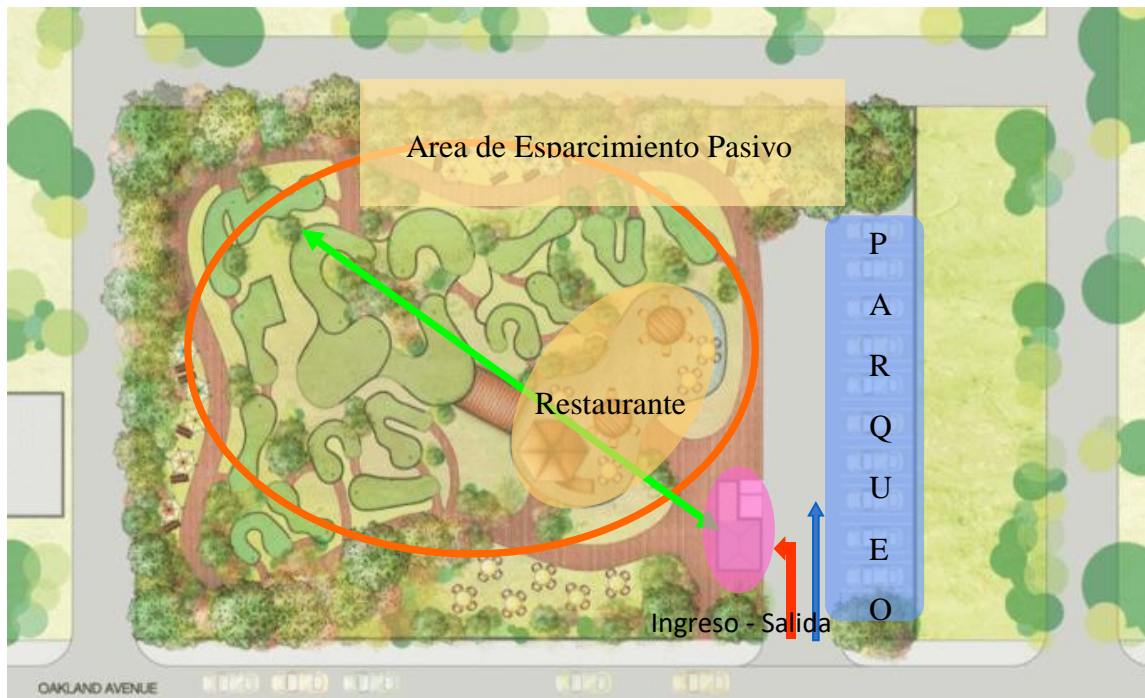 Area de Esparcimiento Pasivo
Restaurante
P
A
R
Q
U
E
O
Ingreso - Salida
OAKLAND AVENUE